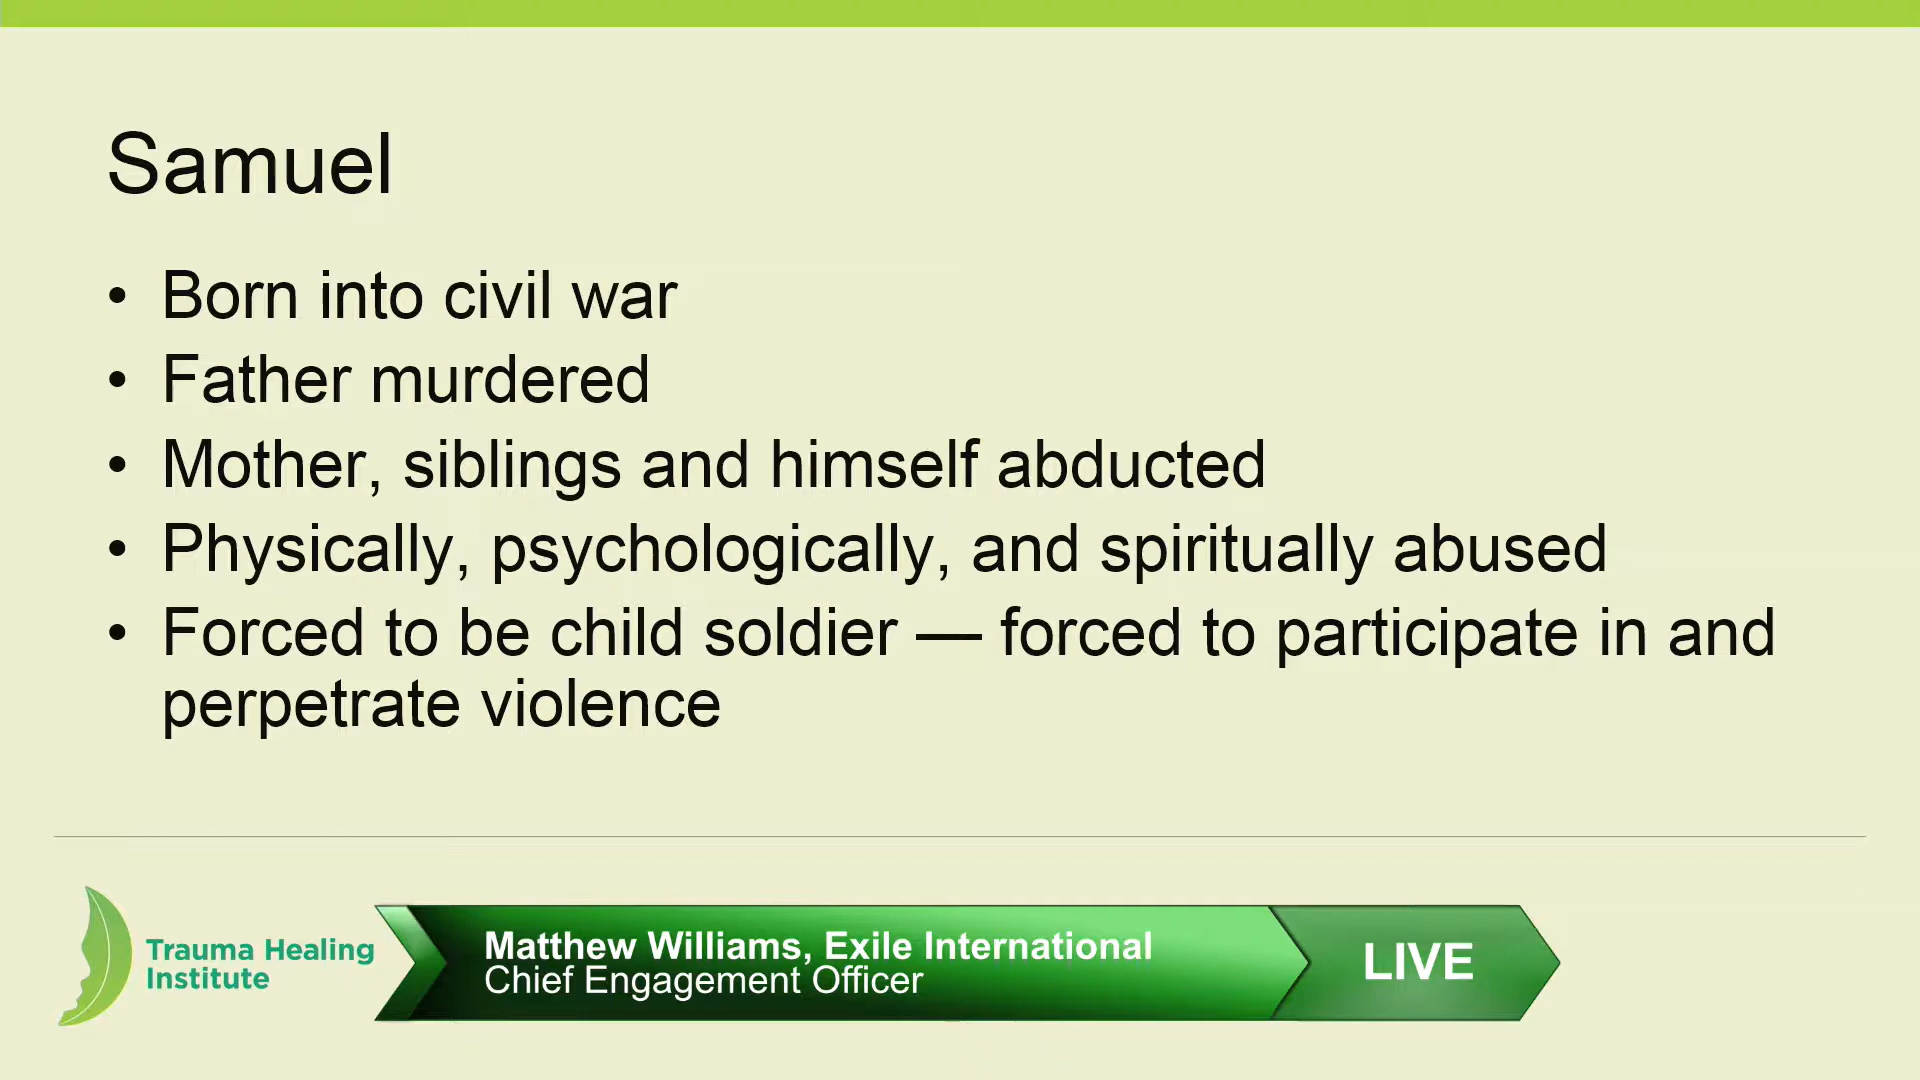 Samuel
• Born into civil war
• Father murdered
• Mother, siblings and himself abducted
• Physically, psychologically, and spiritually abused
• Forced to be child soldier — forced to participate in and
perpetrate violence
Trauma Healing
Institute
Matthew Williams, Exile International
Chief Engagement Officer
LIVE